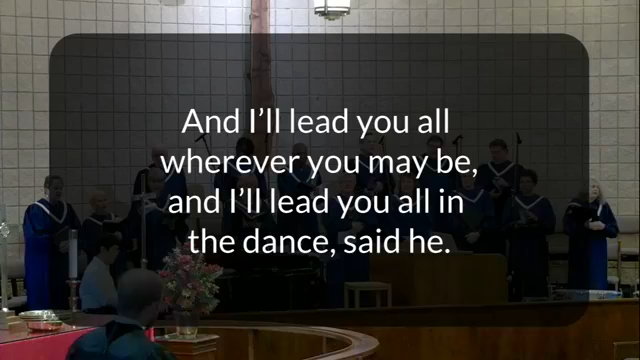 And I’ll lead you all
wherever you may be,
and I’ll lead you all in
the dance, said he.